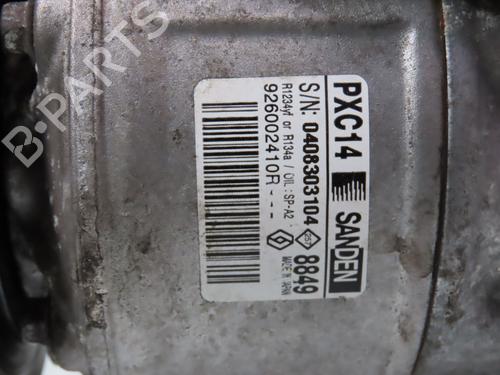 PXC14 SANDEN
S/N: 0408303104 8849
R1234yf or R134a / OIL : SP-A2 MADE IN JAPAN
926002410R - - -
B-PARTS